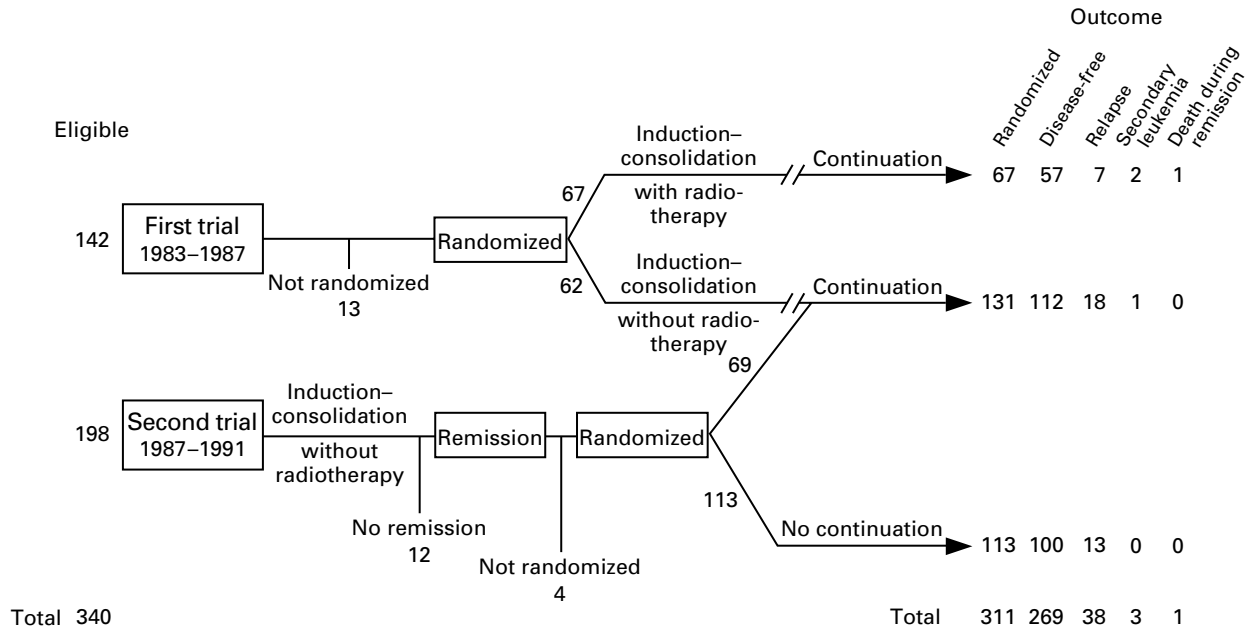 Outcome
Randomized
Disease-free
Relapse
Secondary
leukemia
Death during
remission
Eligible
Induction–
consolidation
Continuation
67
with radio-
therapy
67 57 7 2 1
142
First trial
1983–1987
Not randomized
13
Randomized
62
Induction–
consolidation
Continuation
without radio-
therapy
131 112 18 1 0
69
198
Second trial
1987–1991
Induction–
consolidation
without
radiotherapy
Remission
Randomized
No remission
12
Not randomized
4
113
No continuation
113 100 13 0 0
Total 340
Total 311 269 38 3 1